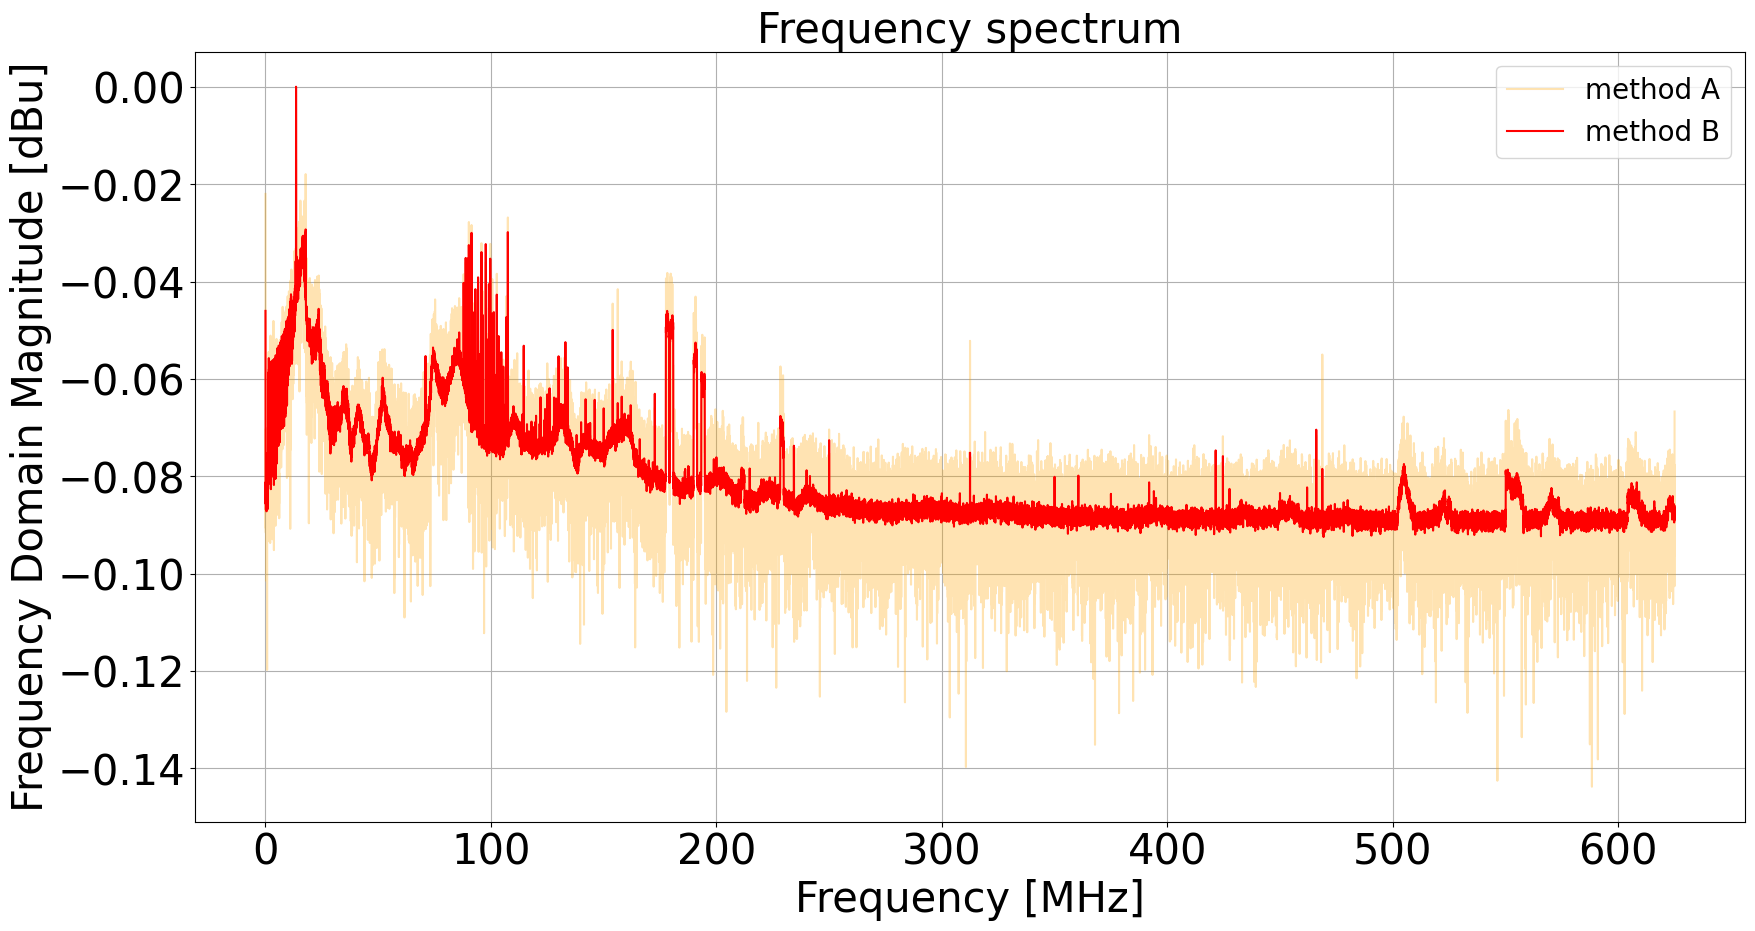 Frequency spectrum
Frequency Domain Magnitude [dBu]
0.00
−0.02
−0.04
−0.06
−0.08
−0.10
−0.12
−0.14
method A
method B
0 100 200 300 400 500 600
Frequency [MHz]